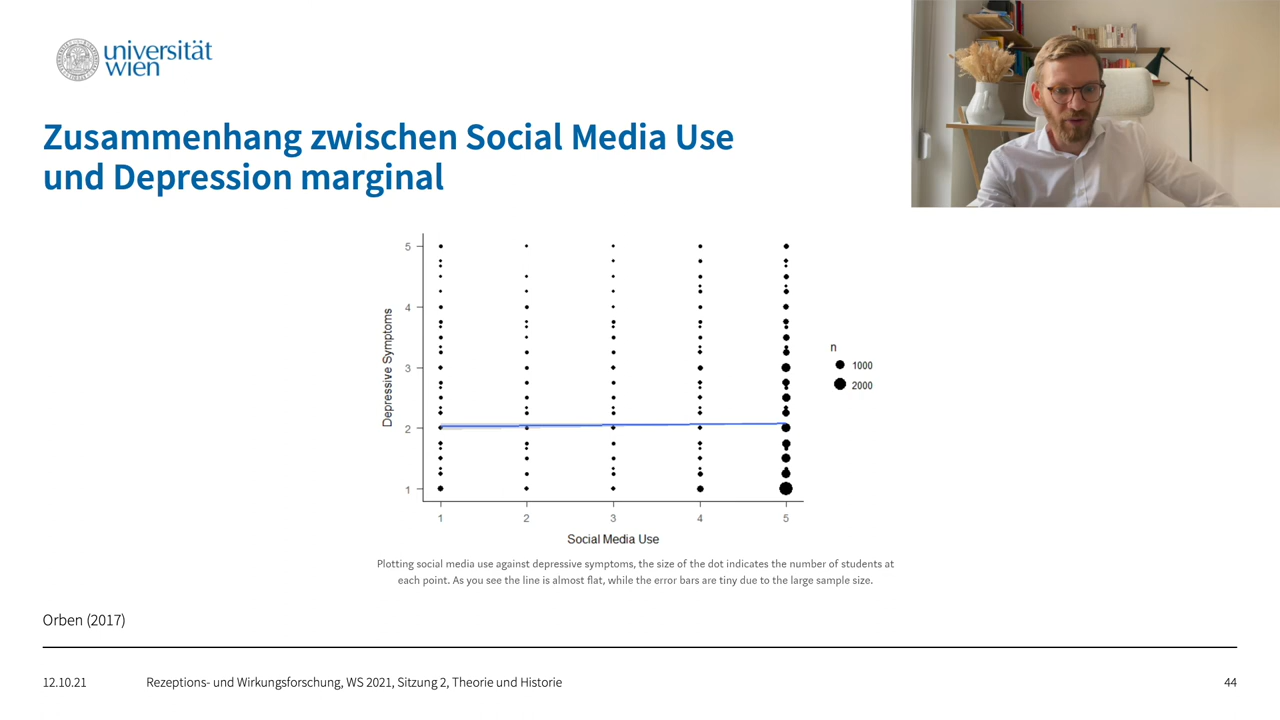 universität
wien
Zusammenhang zwischen Social Media Use
und Depression marginal
Depressive Symptoms
5
4
3
2
1
1 2 3 4 5
Social Media Use
n
1000
2000
Plotting social media use against depressive symptoms, the size of the dot indicates the number of students at
each point. As you see the line is almost flat, while the error bars are tiny due to the large sample size.
Orben (2017)
12.10.21 Rezeptions- und Wirkungsforschung, WS 2021, Sitzung 2, Theorie und Historie 44